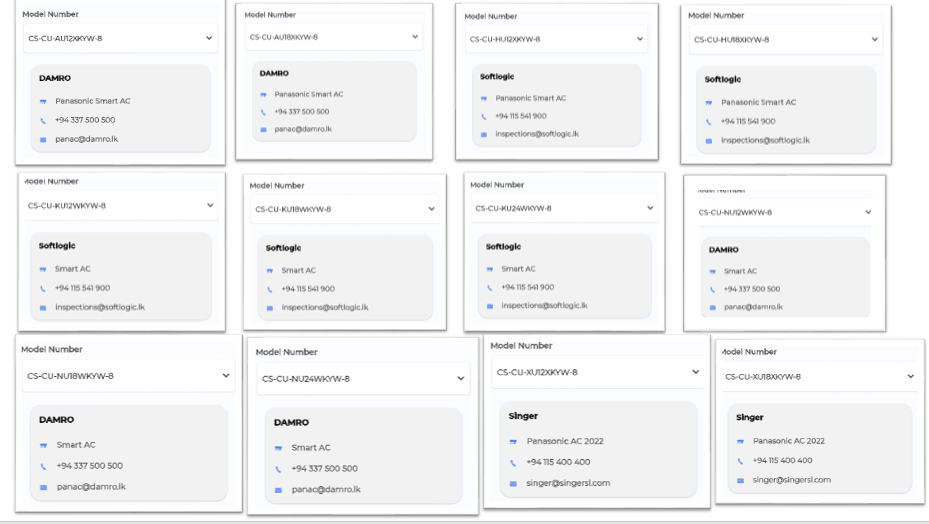 Model Number
CS-CU-AU12XKYW-8
DAMRO
Panasonic Smart AC
+94 337 500 500
panac@damro.lk
Model Number
CS-CU-AU18XKYW-8
DAMRO
Panasonic Smart AC
+94 337 500 500
panac@damro.lk
Model Number
CS-CU-HU12XKYW-8
Softlogic
Panasonic Smart AC
+94 115 541 900
inspections@softlogic.lk
Model Number
CS-CU-HU18XKYW-8
Softlogic
Panasonic Smart AC
+94 115 541 900
inspections@softlogic.lk
Model Number
CS-CU-KU12WKYW-8
Softlogic
Smart AC
+94 115 541 900
inspections@softlogic.lk
Model Number
CS-CU-KU18WKYW-8
Softlogic
Smart AC
+94 115 541 900
inspections@softlogic.lk
Model Number
CS-CU-KU24WKYW-8
Softlogic
Smart AC
+94 115 541 900
inspections@softlogic.lk
Model Number
CS-CU-NU12WKYW-8
DAMRO
Smart AC
+94 337 500 500
panac@damro.lk
Model Number
CS-CU-NU18WKYW-8
DAMRO
Smart AC
+94 337 500 500
panac@damro.lk
Model Number
CS-CU-NU24WKYW-8
DAMRO
Smart AC
+94 337 500 500
panac@damro.lk
Model Number
CS-CU-XU12XKYW-8
Singer
Panasonic AC 2022
+94 115 400 400
singer@singersl.com
Model Number
CS-CU-XU18XKYW-8
Singer
Panasonic AC 2022
+94 115 400 400
singer@singersl.com